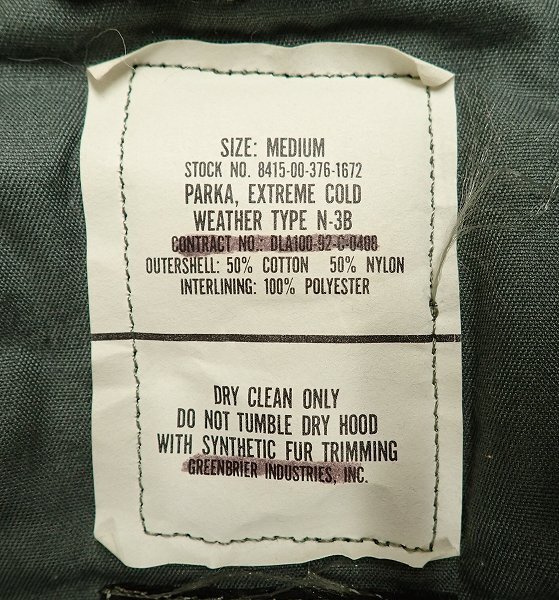 SIZE: MEDIUM
STOCK NO. 8415-00-376-1672
PARKA, EXTREME COLD
WEATHER TYPE N-3B
CONTRACT NO.: DLA100-92-C-0408
OUTERSHELL: 50% COTTON 50% NYLON
INTERLINING: 100% POLYESTER
DRY CLEAN ONLY
DO NOT TUMBLE DRY HOOD
WITH SYNTHETIC FUR TRIMMING
GREENBRIER INDUSTRIES, INC.